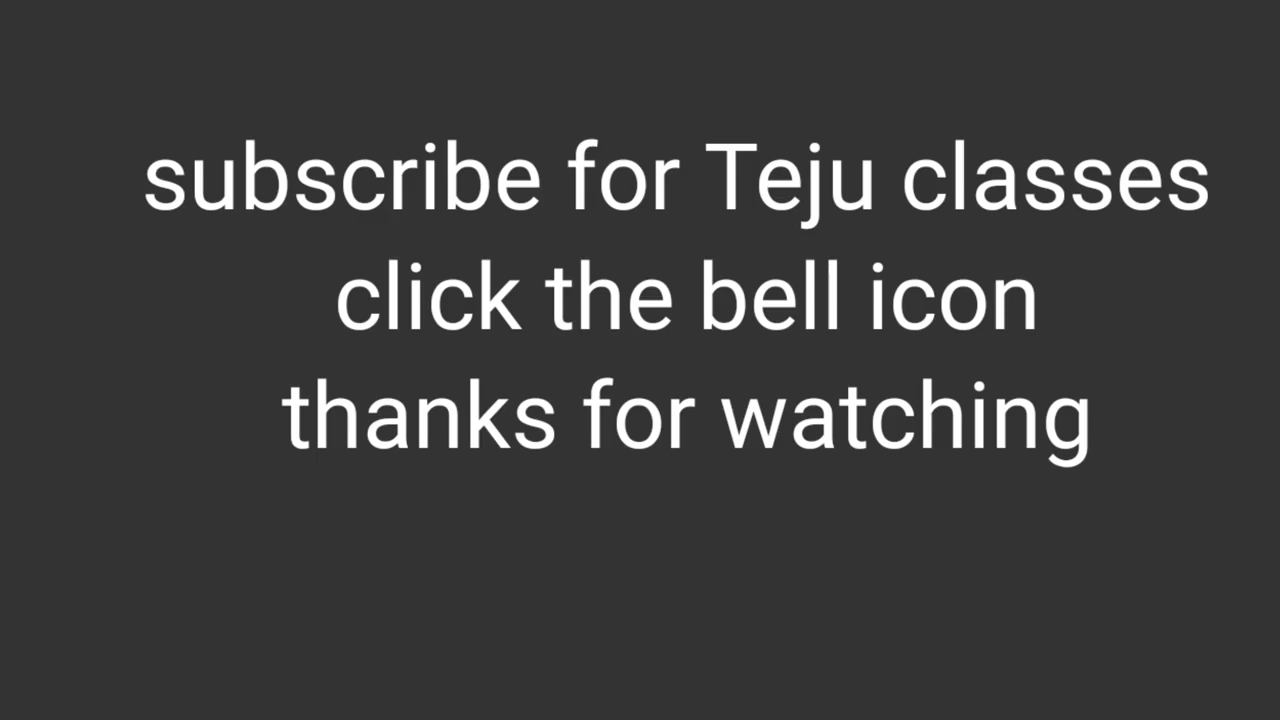 subscribe for Teju classes
click the bell icon
thanks for watching